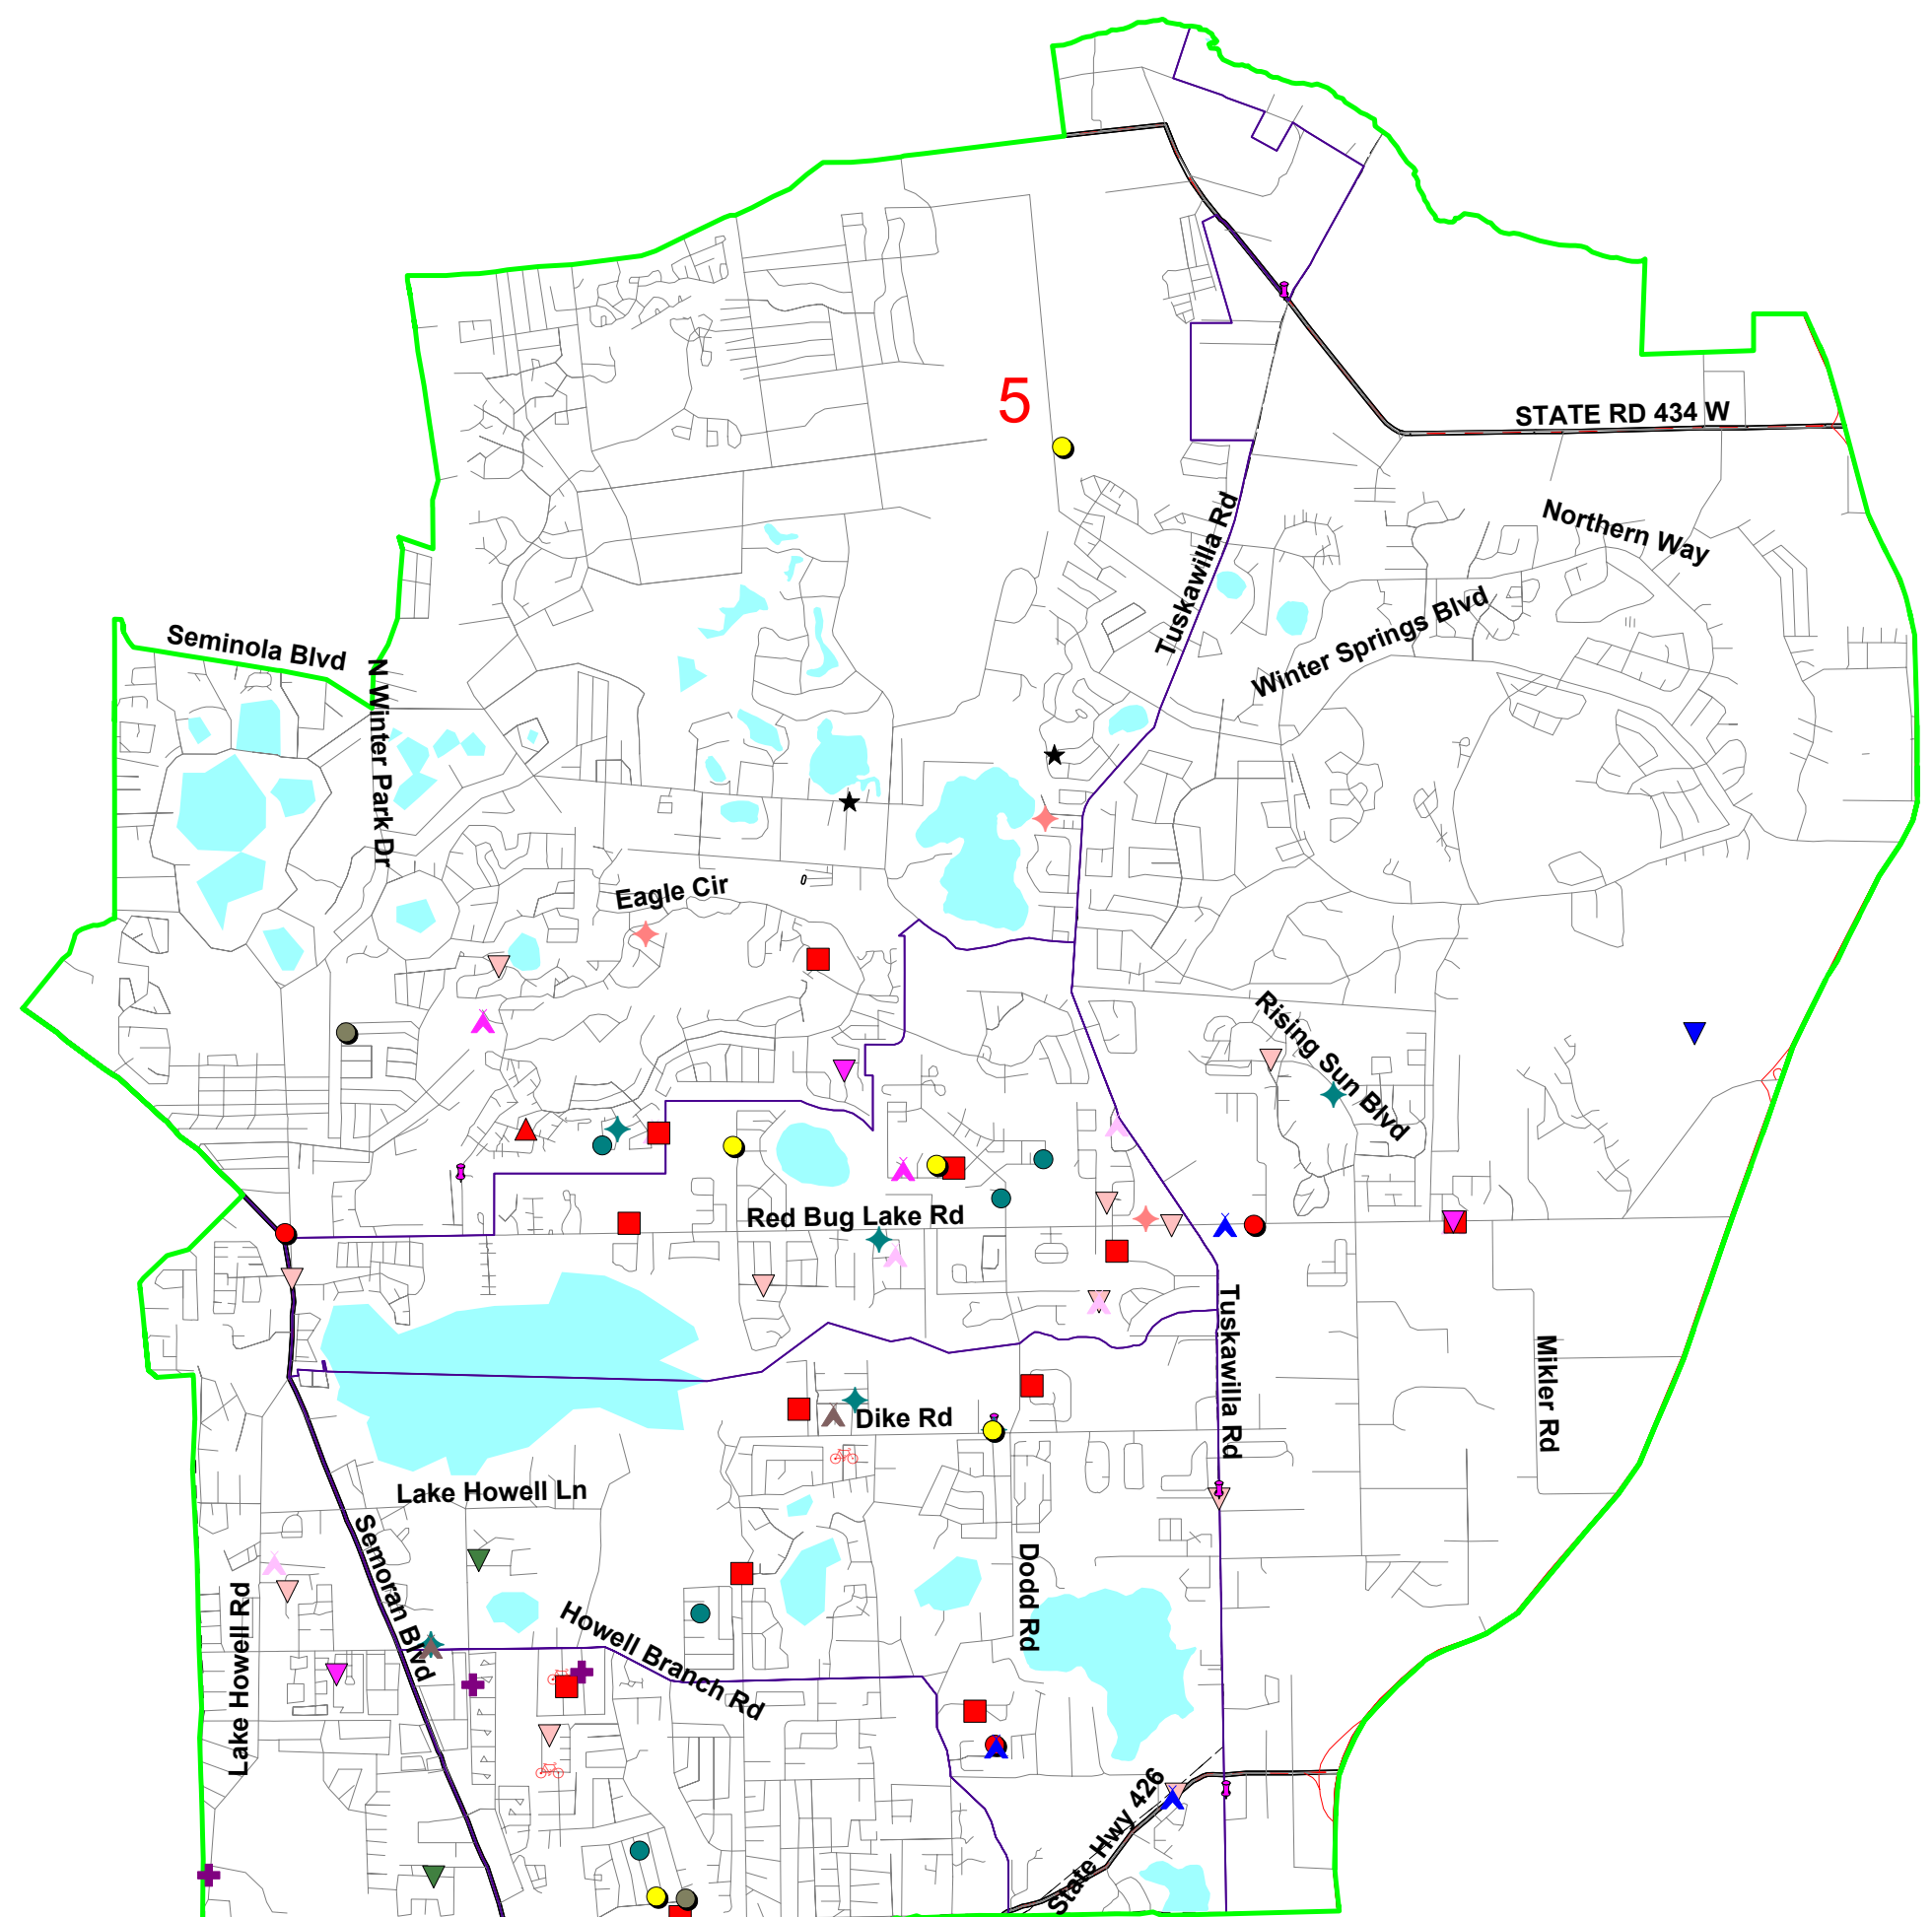 5
STATE RD 434 W
Northern Way
Tuskawilla Rd
Winter Springs Blvd
Seminola Blvd
N Winter Park Dr
Eagle Cir
Rising Sun Blvd
Red Bug Lake Rd
Tuskawilla Rd
Mikler Rd
Dike Rd
Lake Howell Ln
Semoran Blvd
Dodd Rd
Lake Howell Rd
Howell Branch Rd
State Hwy 426